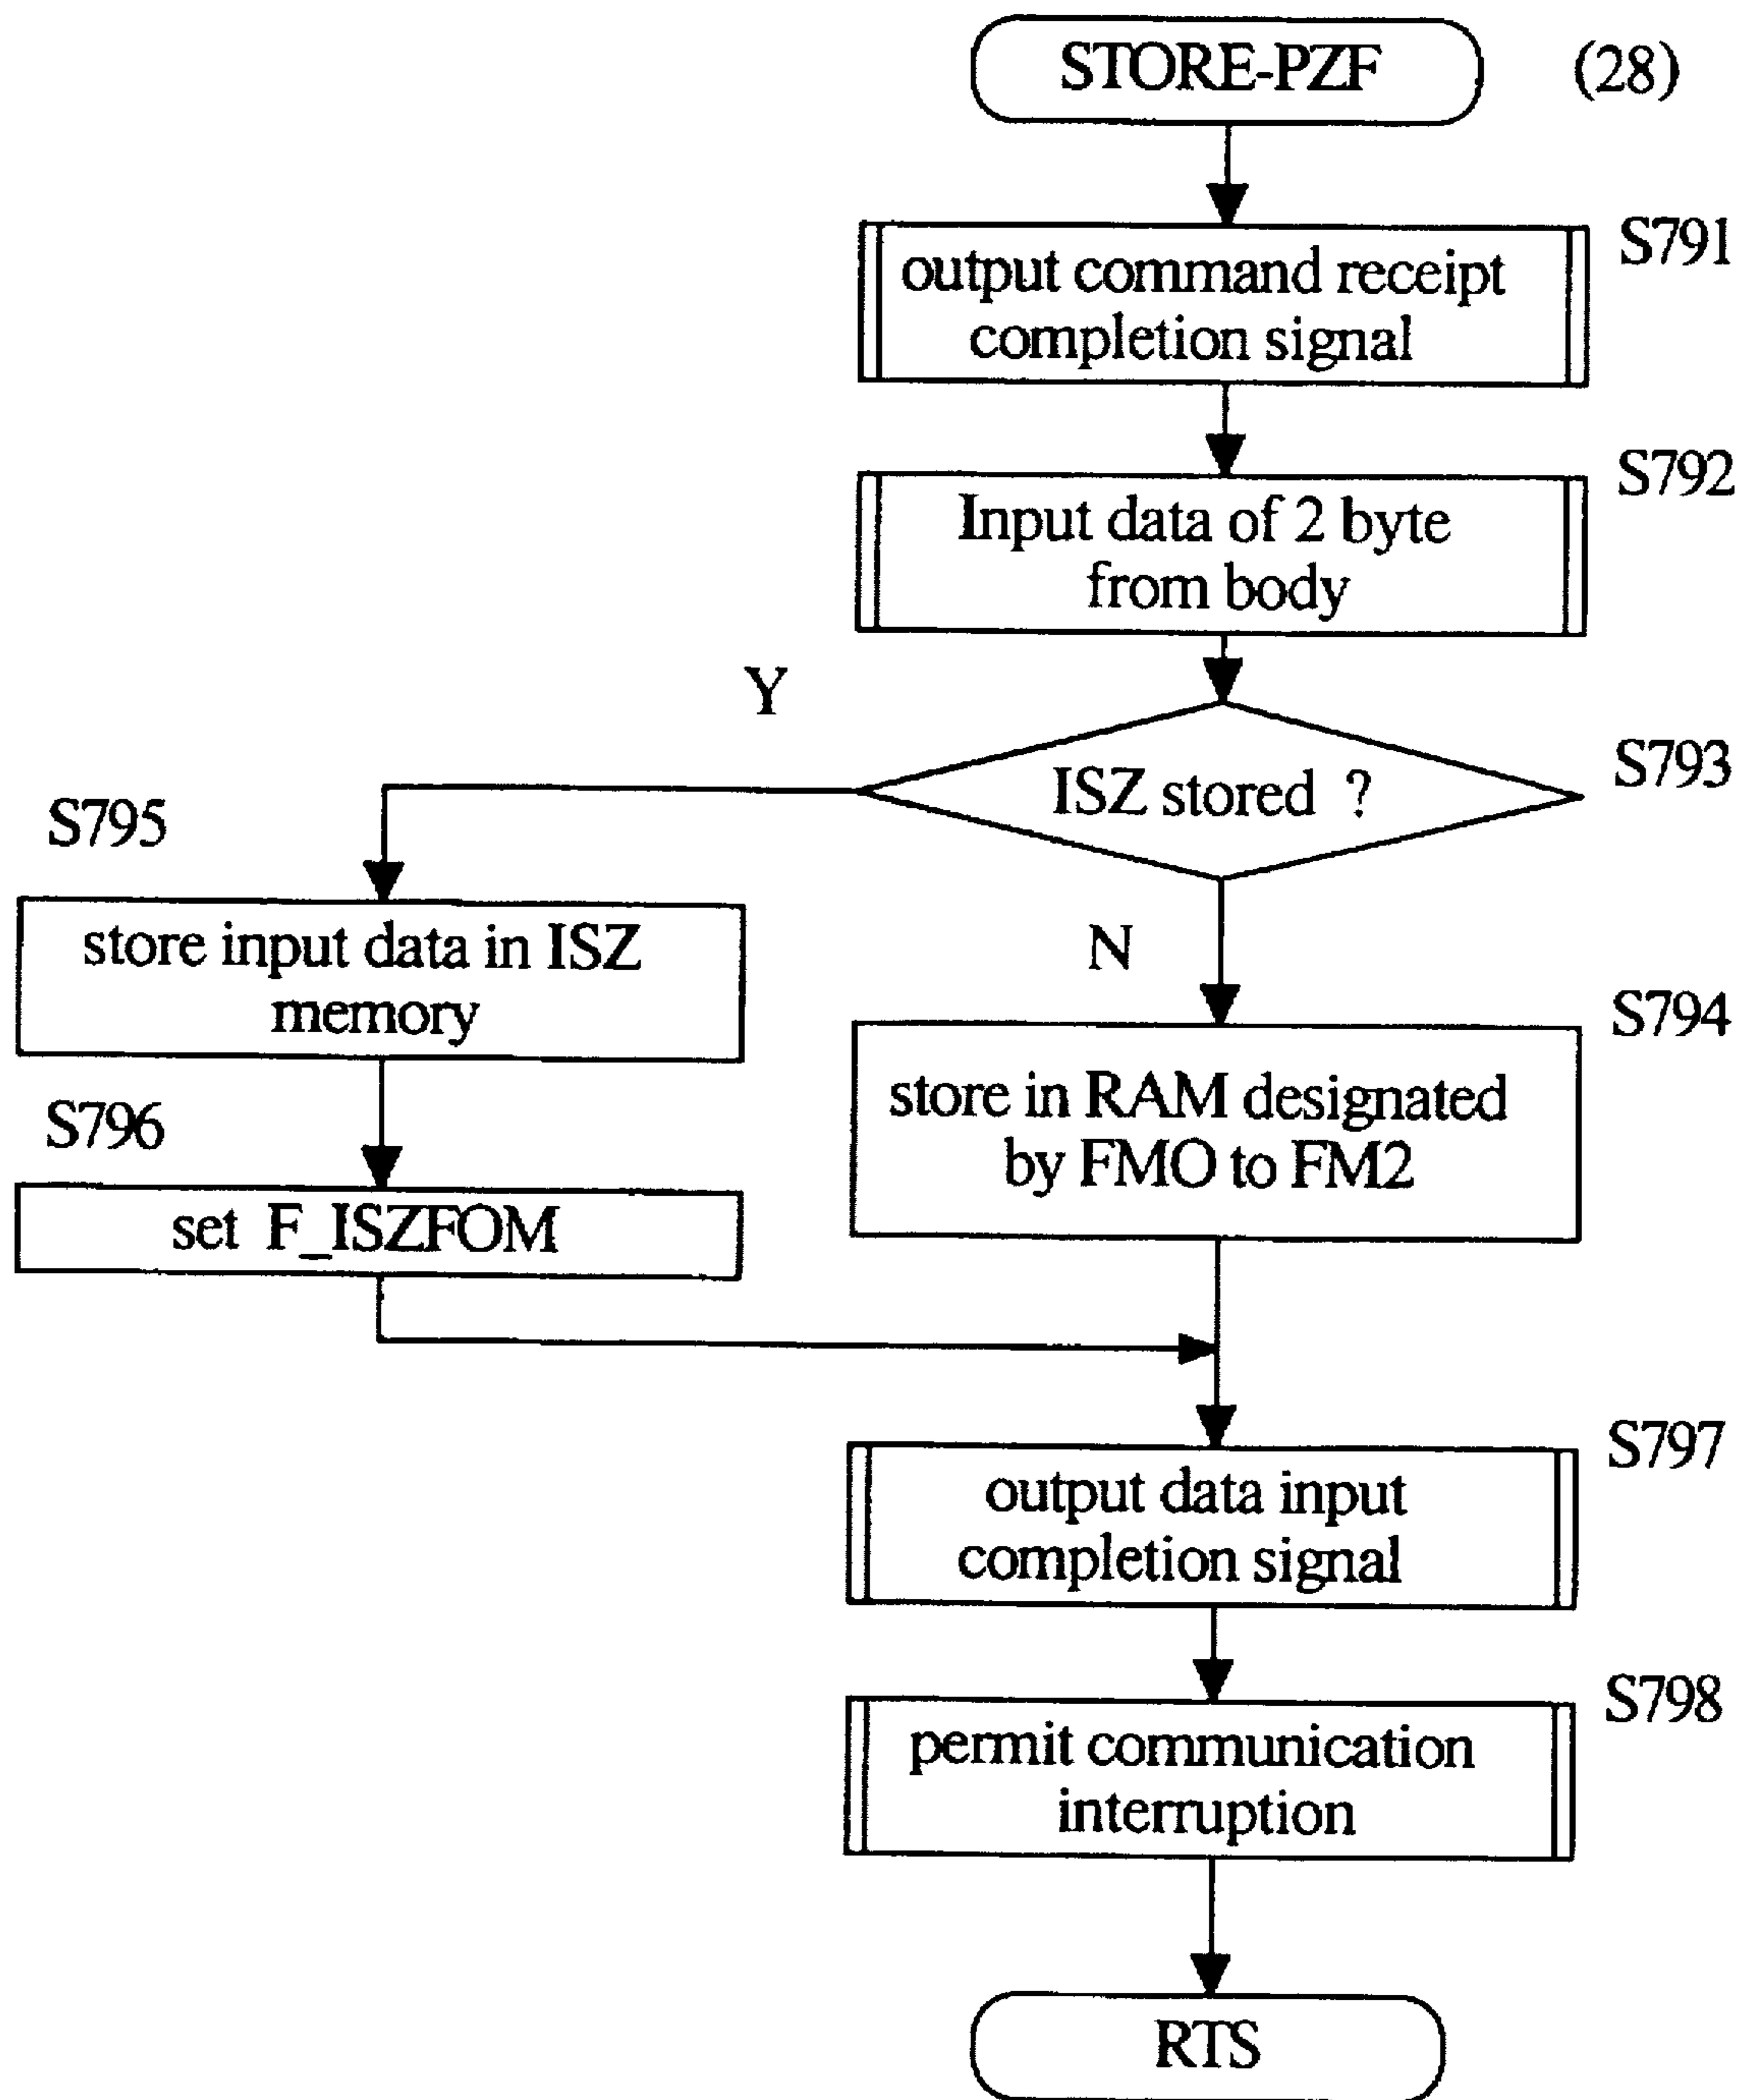 STORE-PZF (28)
S791
output command receipt
completion signal
S792
Input data of 2 byte
from body
Y
S793
ISZ stored ?
S795
store input data in ISZ
memory
N
S794
store in RAM designated
by FMO to FM2
S796
set F_ISZFOM
S797
output data input
completion signal
S798
permit communication
interruption
RTS